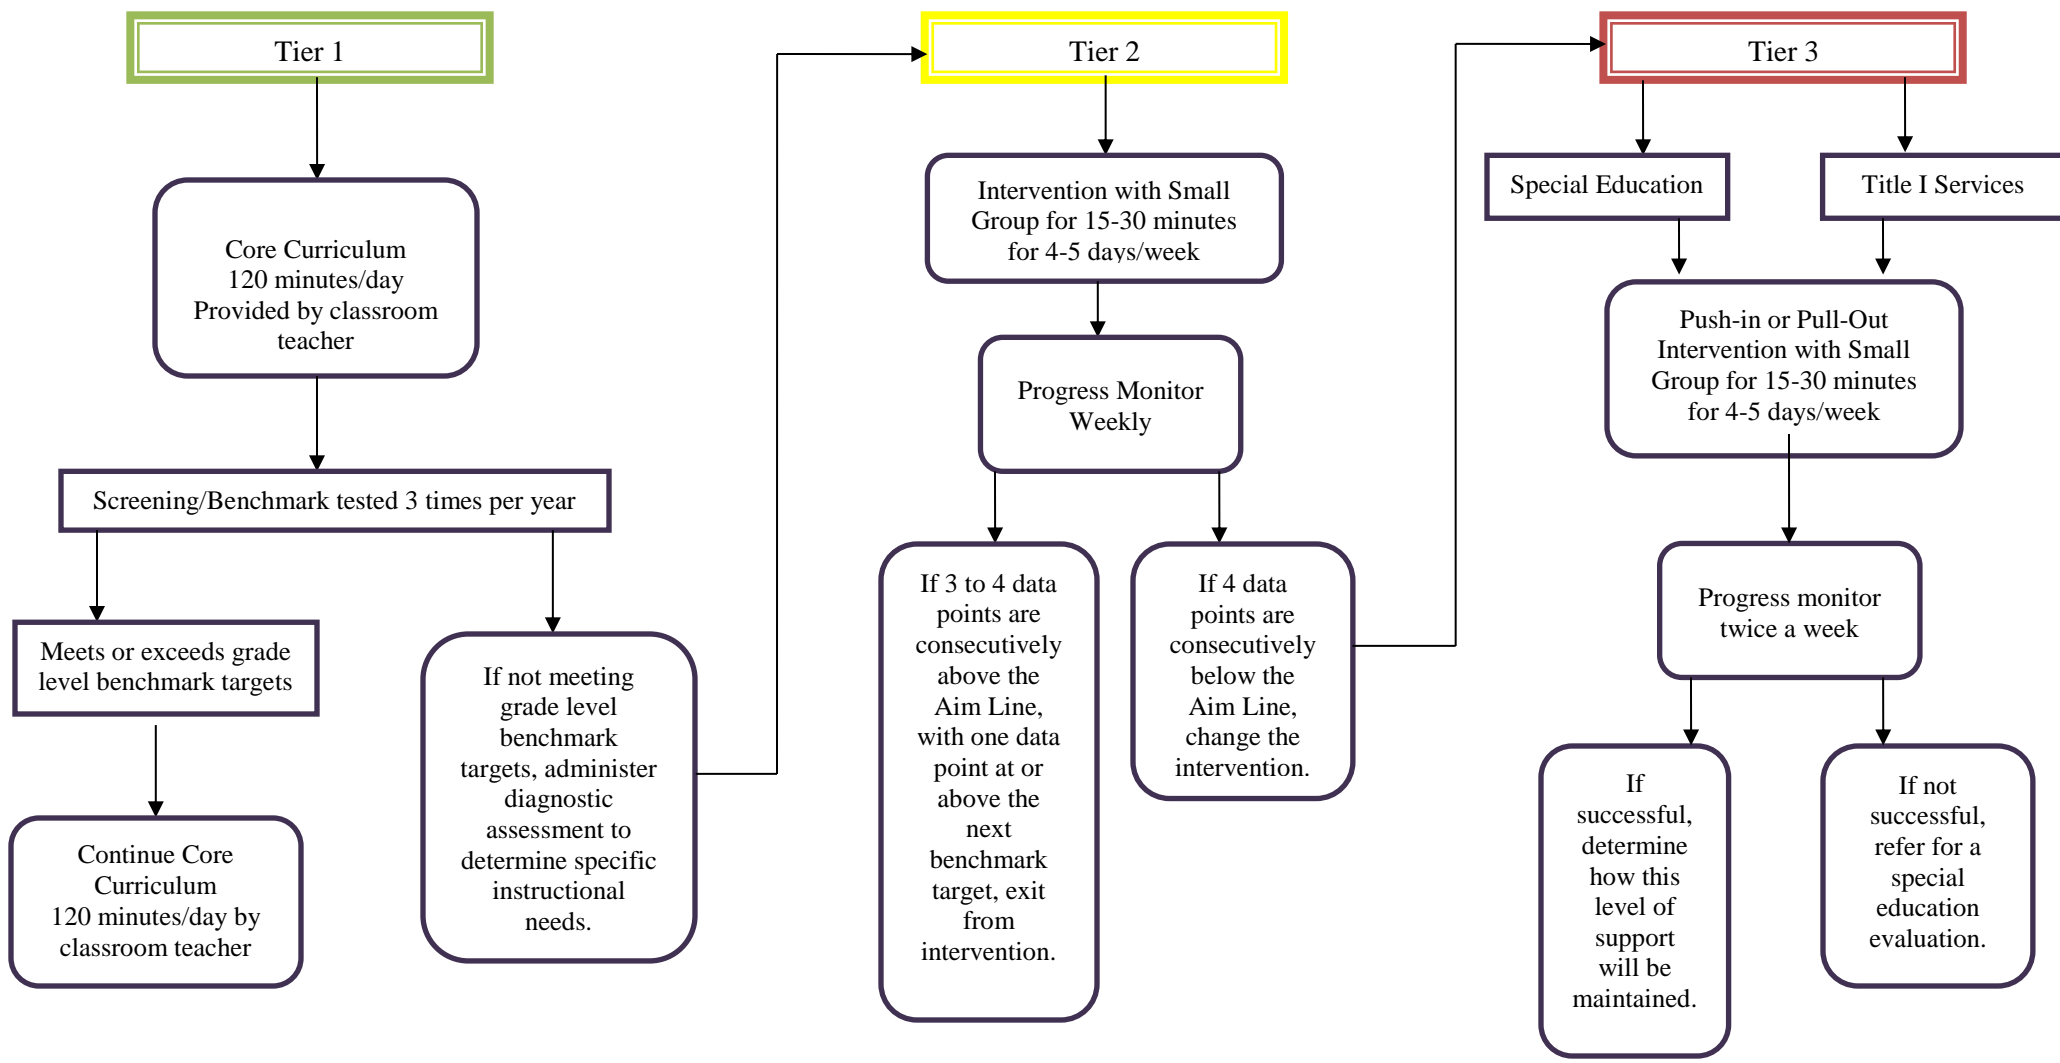 Tier 1
Core Curriculum
120 minutes/day
Provided by classroom
teacher
Screening/Benchmark tested 3 times per year
Meets or exceeds grade
level benchmark targets
Continue Core
Curriculum
120 minutes/day by
classroom teacher
If not meeting
grade level
benchmark
targets, administer
diagnostic
assessment to
determine specific
instructional
needs.
Tier 2
Intervention with Small
Group for 15-30 minutes
for 4-5 days/week
Progress Monitor
Weekly
If 3 to 4 data
points are
consecutively
above the
Aim Line,
with one data
point at or
above the
next
benchmark
target, exit
from
intervention.
If 4 data
points are
consecutively
below the
Aim Line,
change the
intervention.
Tier 3
Special Education
Title I Services
Push-in or Pull-Out
Intervention with Small
Group for 15-30 minutes
for 4-5 days/week
Progress monitor
twice a week
If
successful,
determine
how this
level of
support
will be
maintained.
If not
successful,
refer for a
special
education
evaluation.